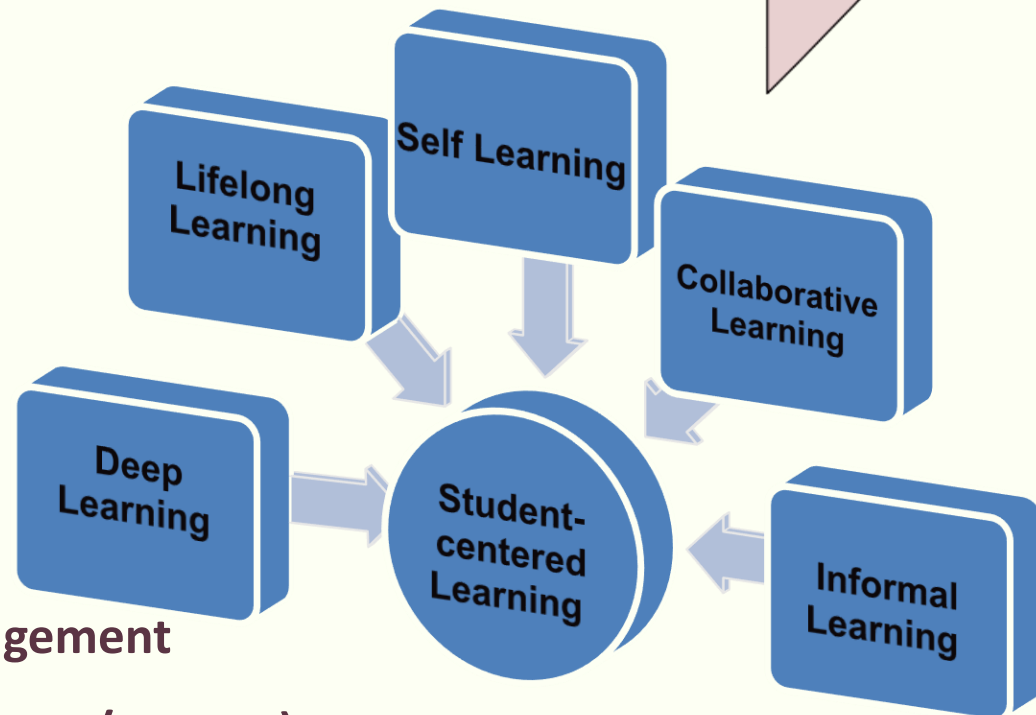 Self Learning
Lifelong
Learning
Collaborative
Learning
Deep
Learning
Student-
centered
Learning
Informal
Learning
gement